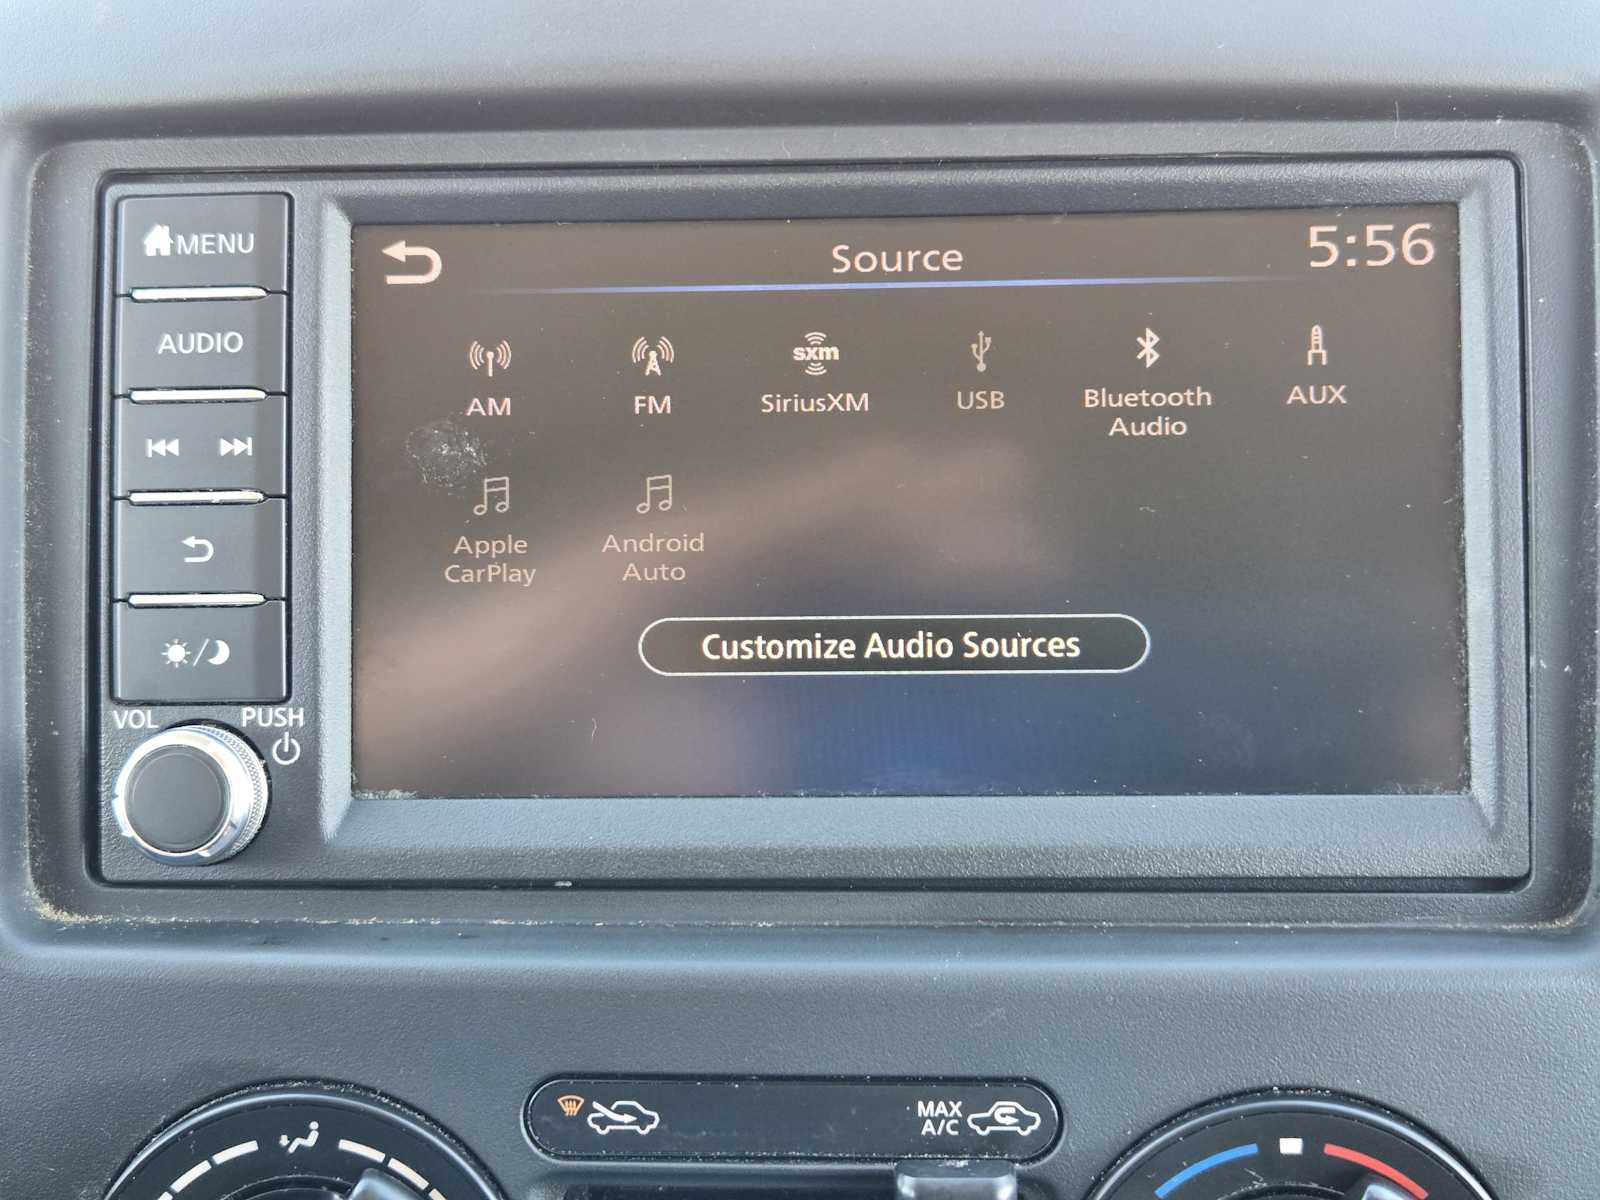 MENU
AUDIO
VOL
PUSH
Source
5:56
AM
FM
sxm
SiriusXM
USB
Bluetooth
Audio
AUX
Apple
CarPlay
Android
Auto
Customize Audio Sources
MAX
A/C